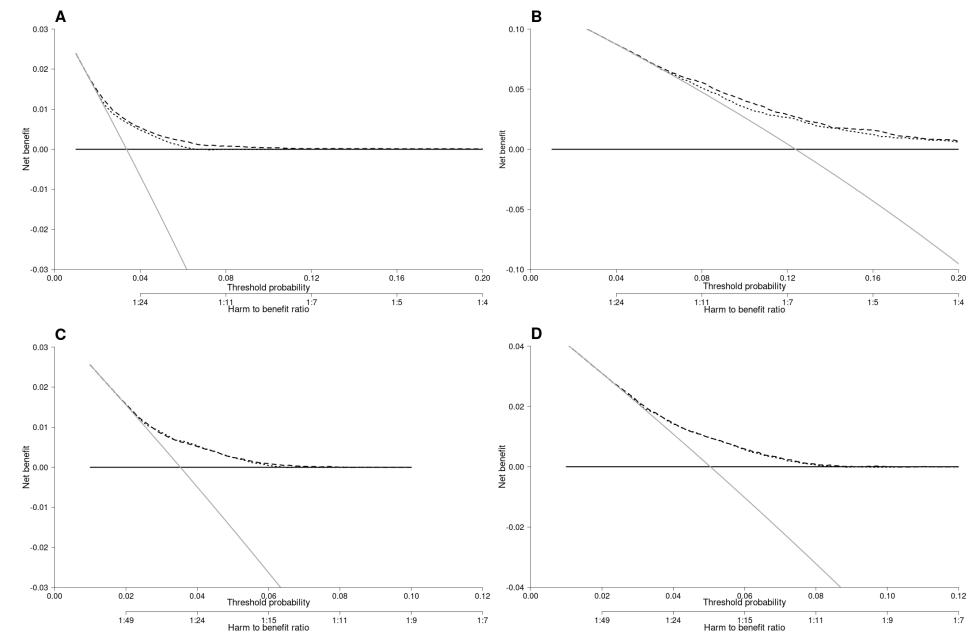 A
0.03
0.02
0.01
0.00
-0.01
-0.02
-0.03
Net benefit
0.00 0.04 0.08 0.12 0.16 0.20
Threshold probability
1:24 1:11 1:7 1:5 1:4
Harm to benefit ratio
B
0.10
0.05
0.00
-0.05
-0.10
Net benefit
0.00 0.04 0.08 0.12 0.16 0.20
Threshold probability
1:24 1:11 1:7 1:5 1:4
Harm to benefit ratio
C
0.03
0.02
0.01
0.00
-0.01
-0.02
-0.03
Net benefit
0.00 0.02 0.04 0.06 0.08 0.10 0.12
Threshold probability
1:49 1:24 1:15 1:11 1:9 1:7
Harm to benefit ratio
D
0.04
0.02
0.00
-0.02
-0.04
Net benefit
0.00 0.02 0.04 0.06 0.08 0.10 0.12
Threshold probability
1:49 1:24 1:15 1:11 1:9 1:7
Harm to benefit ratio